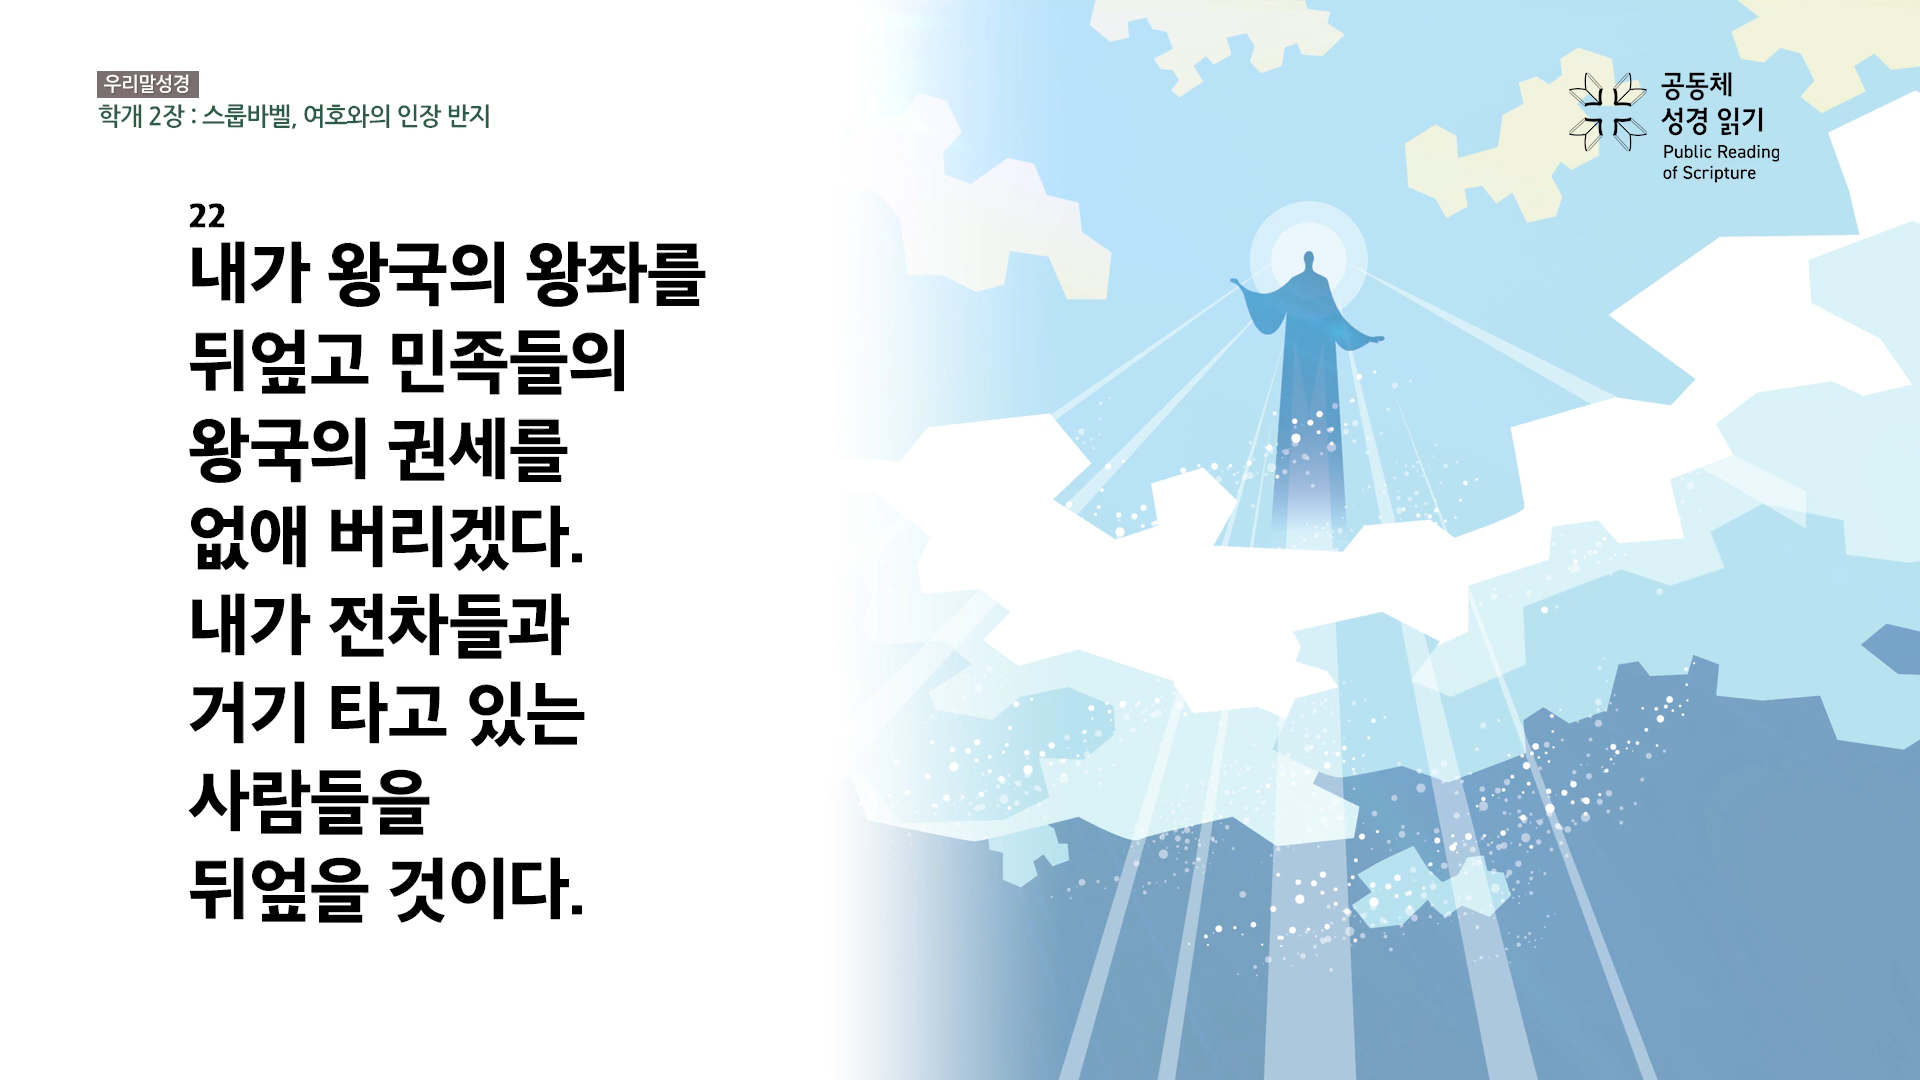 우리말성경
학개 2장 : 스룹바벨, 여호와의 인장 반지
공동체
성경 읽기
Public Reading
of Scripture
22
내가 왕국의 왕좌를
뒤엎고 민족들의
왕국의 권세를
없애 버리겠다.
내가 전차들과
거기 타고 있는
사람들을
뒤엎을 것이다.